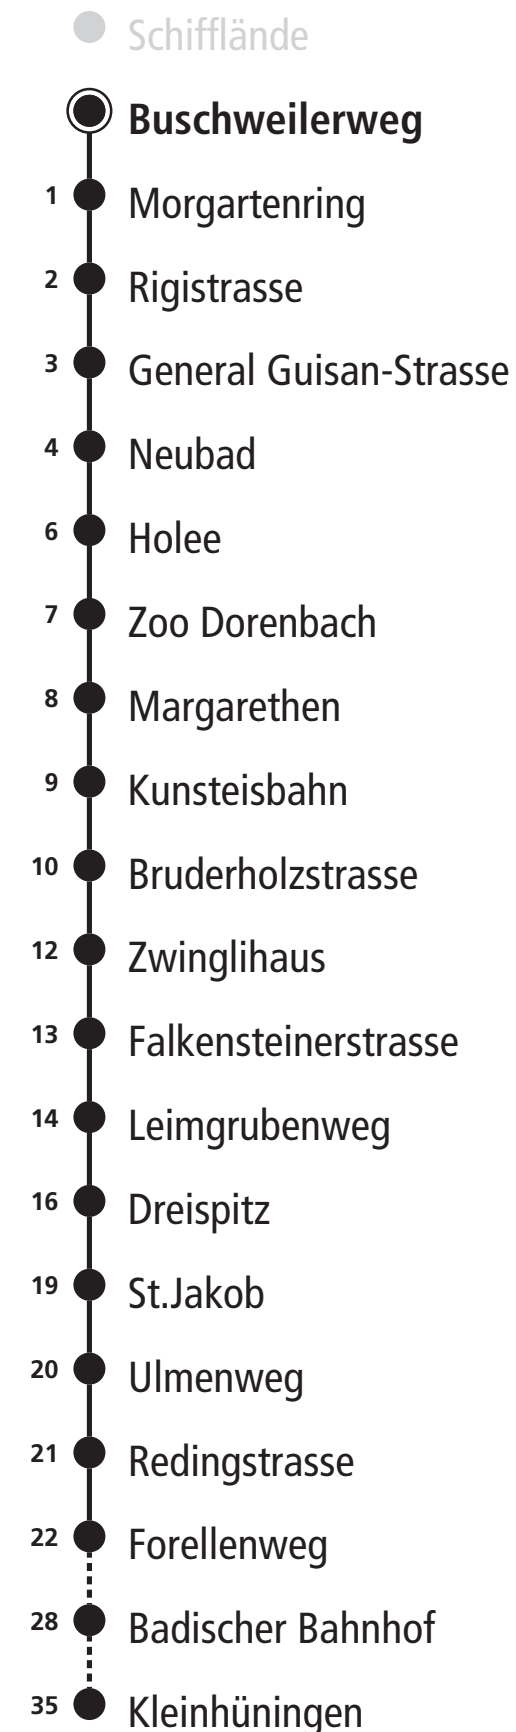 Schifflände
Buschweilerweg
1 Morgartenring
2 Rigistrasse
3 General Guisan-Strasse
4 Neubad
6 Holee
7 Zoo Dorenbach
8 Margarethen
9 Kunsteisbahn
10 Bruderholzstrasse
12 Zwinglihaus
13 Falkensteinerstrasse
14 Leimgrubenweg
16 Dreispitz
19 St.Jakob
20 Ulmenweg
21 Redingstrasse
22 Forellenweg
28 Badischer Bahnhof
35 Kleinhüningen